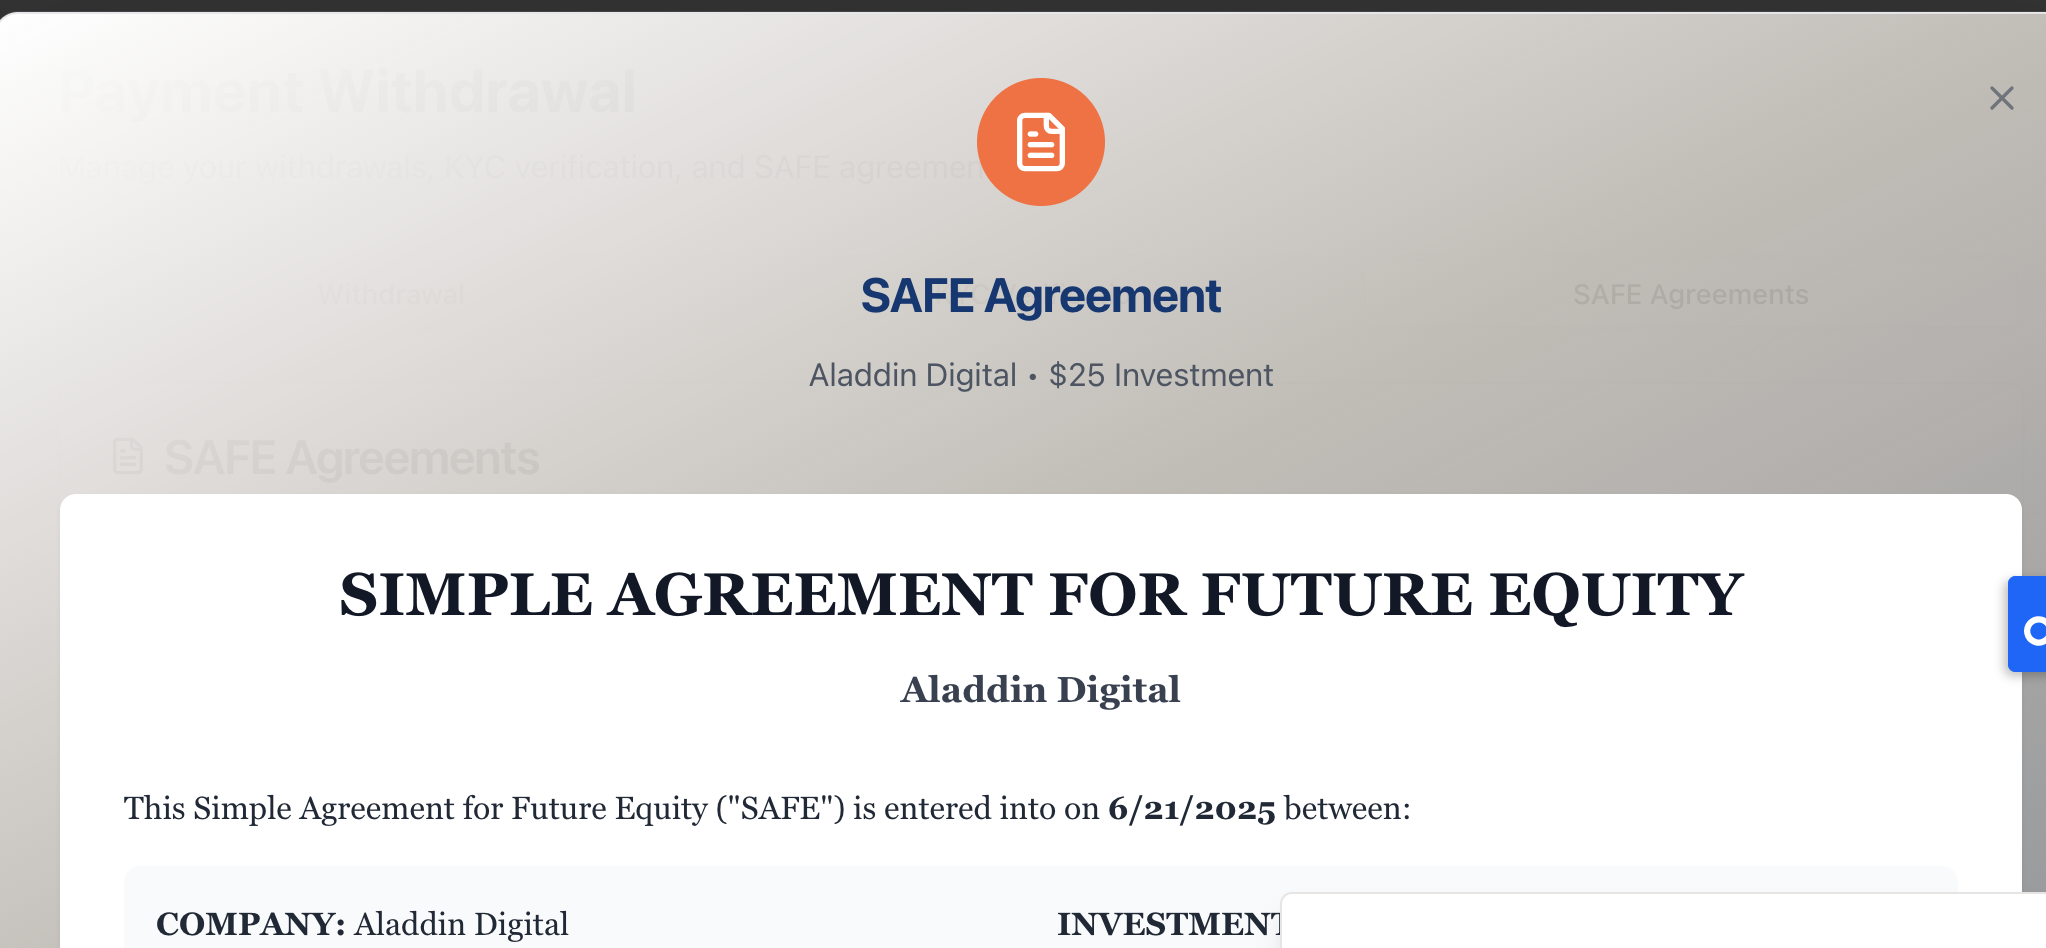 Payment Withdrawal
Manage your withdrawals, KYC verification, and SAFE
SAFE Agreement
Withdrawal
SAFE Agreements
Aladdin Digital • $25 Investment
SAFE Agreements
SIMPLE AGREEMENT FOR FUTURE EQUITY
Aladdin Digital
This Simple Agreement for Future Equity ("SAFE") is entered into on 6/21/2025 between:
COMPANY: Aladdin Digital
INVESTMENT